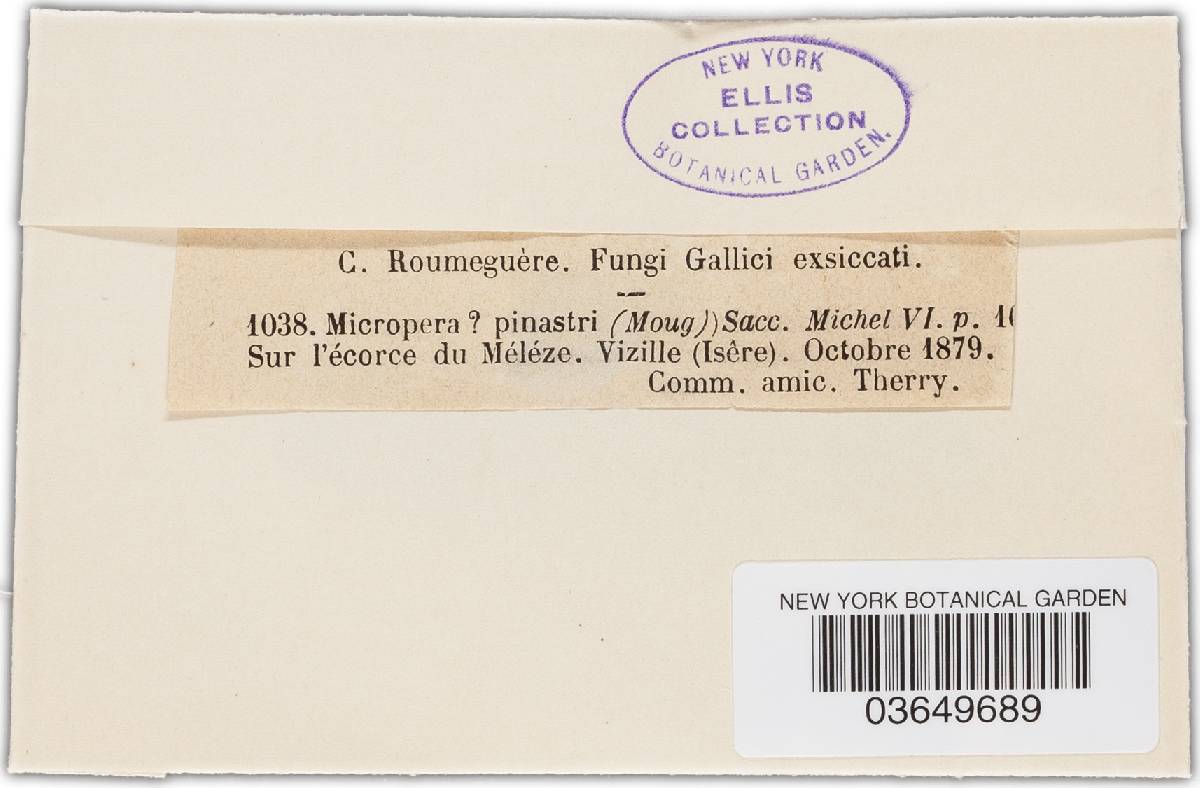 NEW YORK
ELLIS
COLLECTION
BOTANICAL GARDEN.
C. Roumeguère. Fungi Gallici exsiccati.
1038. Micropera ? pinastri (Moug))Sacc. Michel VI. p.
Sur l'écorce du Méléze. Vizille (Isêre). Octobre 1879.
Comm. amic. Therry.
NEW YORK BOTANICAL GARDEN
03649689